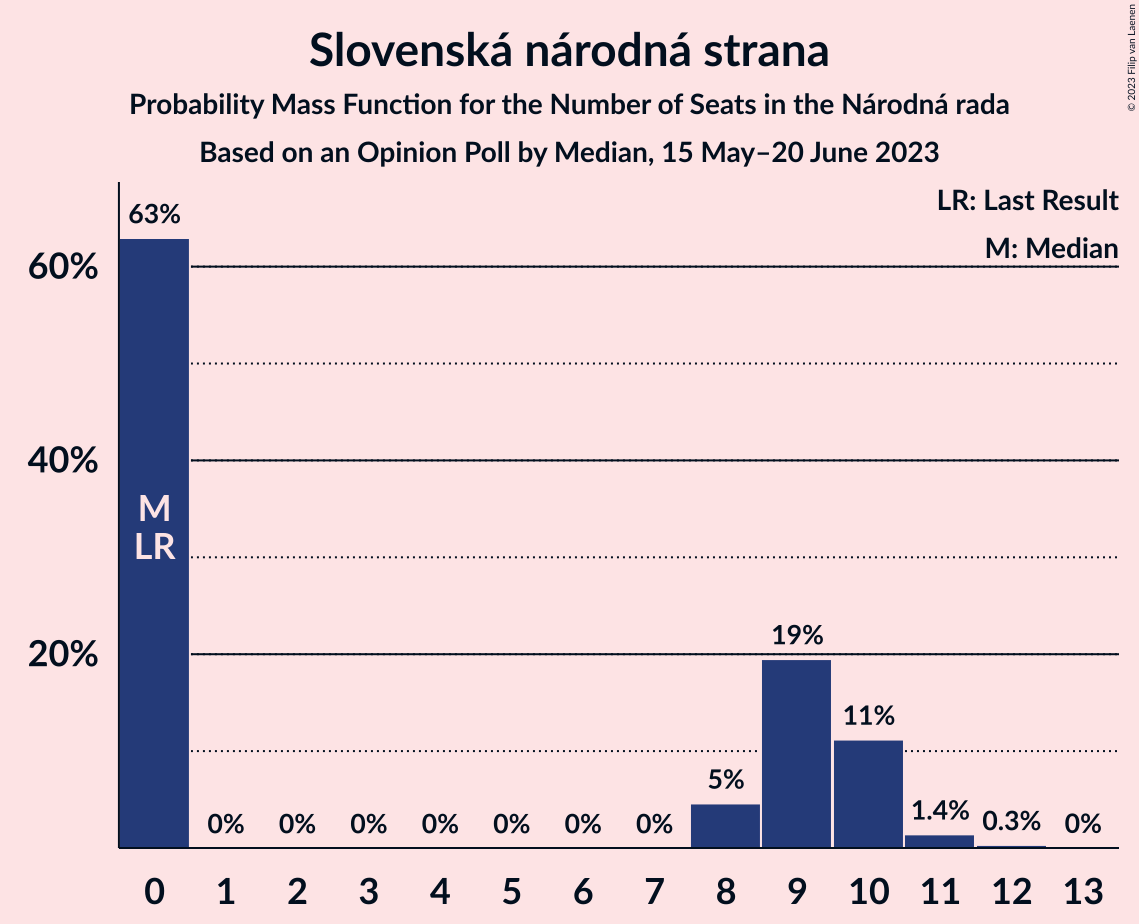 Slovenská národná strana
Probability Mass Function for the Number of Seats in the Národná rada
Based on an Opinion Poll by Median, 15 May–20 June 2023
© 2023 Filip van Laenen
LR: Last Result
M: Median
60%
40%
20%
63%
M
LR
0%
0%
0%
0%
0%
0%
0%
5%
19%
11%
1.4%
0.3%
0%
0 1 2 3 4 5 6 7 8 9 10 11 12 13